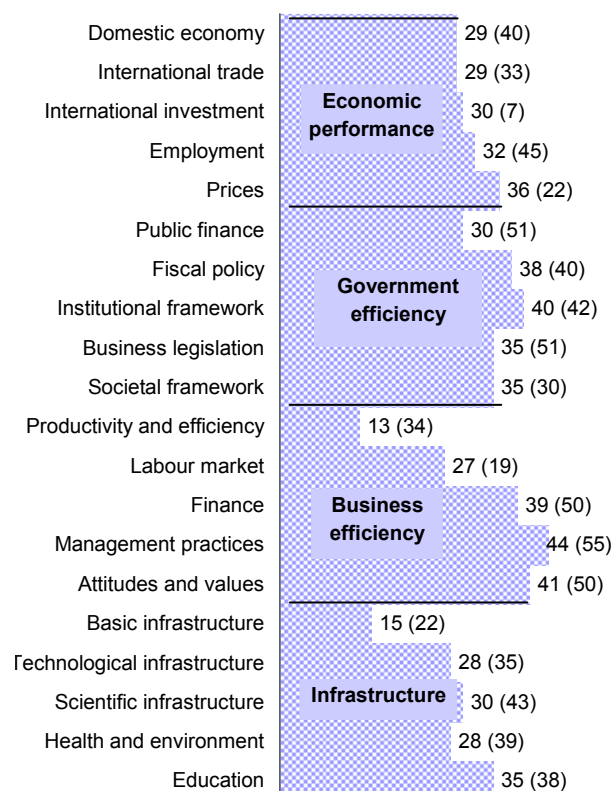 Domestic economy 29 (40)
International trade 29 (33)
Economic
International investment 30 (7)
performance
Employment 32 (45)
Prices 36 (22)
Public finance 30 (51)
Fiscal policy 38 (40)
Government
Institutional framework 40 (42)
efficiency
Business legislation 35 (51)
Societal framework 35 (30)
Productivity and efficiency 13 (34)
Labour market 27 (19)
Finance 39 (50)
Business
efficiency
Management practices 44 (55)
Attitudes and values 41 (50)
Basic infrastructure 15 (22)
Technological infrastructure 28 (35)
Scientific infrastructure 30 (43)
Infrastructure
Health and environment 28 (39)
Education 35 (38)